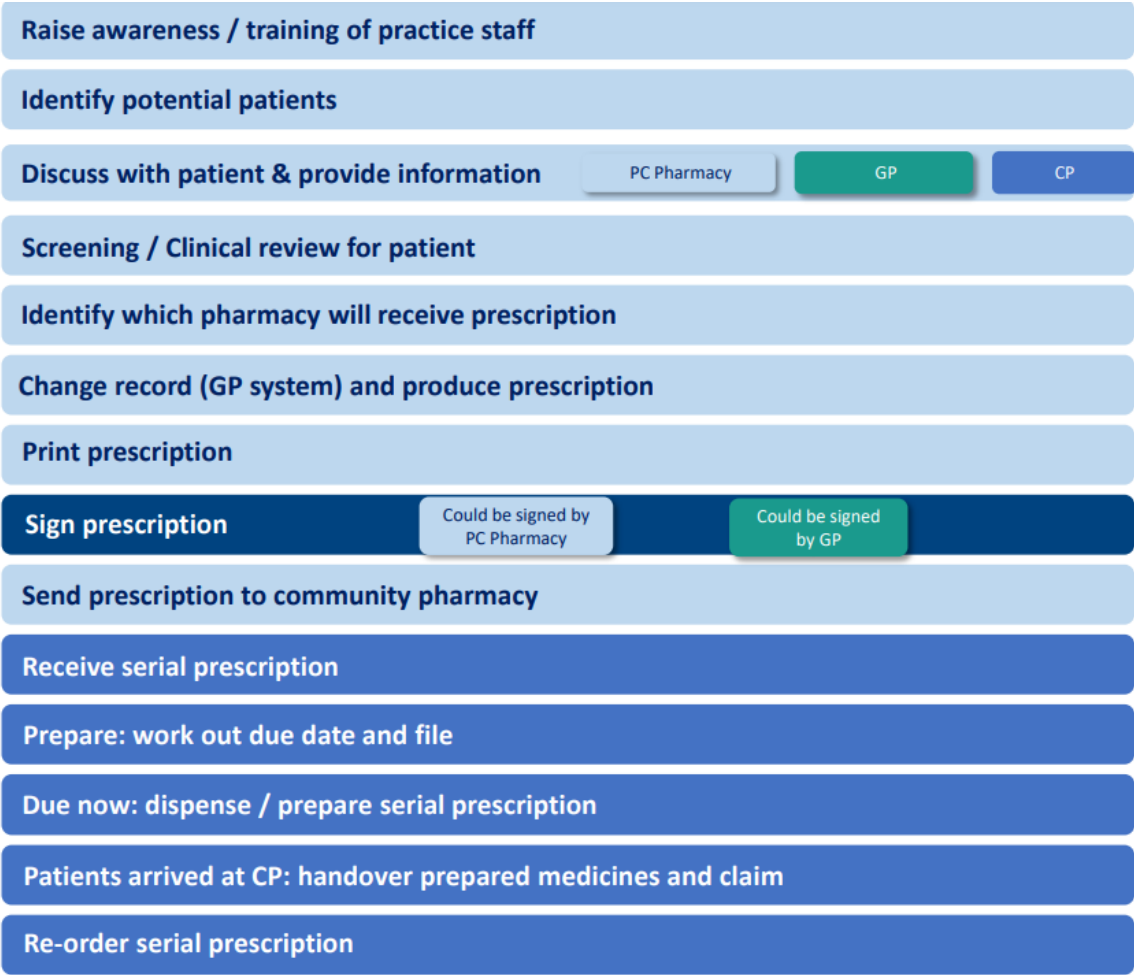 Raise awareness / training of practice staff
Identify potential patients
Discuss with patient & provide information
PC Pharmacy
GP
CP
Screening / Clinical review for patient
Identify which pharmacy will receive prescription
Change record (GP system) and produce prescription
Print prescription
Sign prescription
Could be signed by
PC Pharmacy
Could be signed
by GP
Send prescription to community pharmacy
Receive serial prescription
Prepare: work out due date and file
Due now: dispense / prepare serial prescription
Patients arrived at CP: handover prepared medicines and claim
Re-order serial prescription